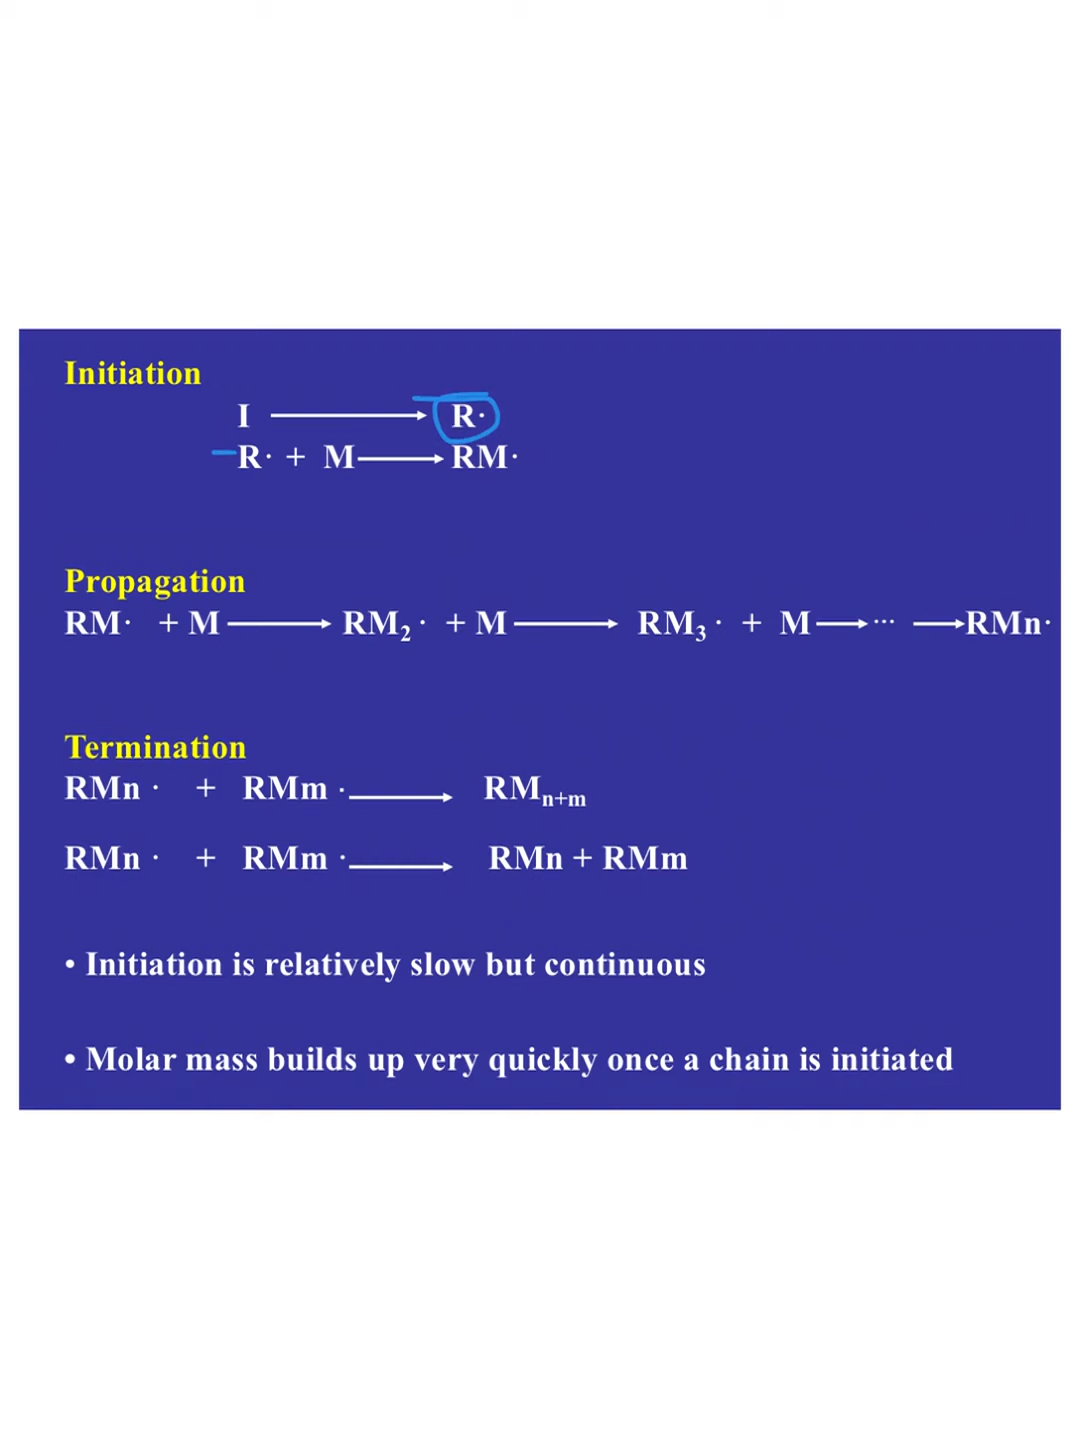 Initiation
I ⟶ R·
R· + M ⟶ RM·
Propagation
RM· + M ⟶ RM₂· + M ⟶ RM₃· + M ⟶ ··· ⟶ RMn·
Termination
RMn · + RMm · ⟶ RMₙ₊ₘ
RMn · + RMm · ⟶ RMn + RMm
• Initiation is relatively slow but continuous
• Molar mass builds up very quickly once a chain is initiated